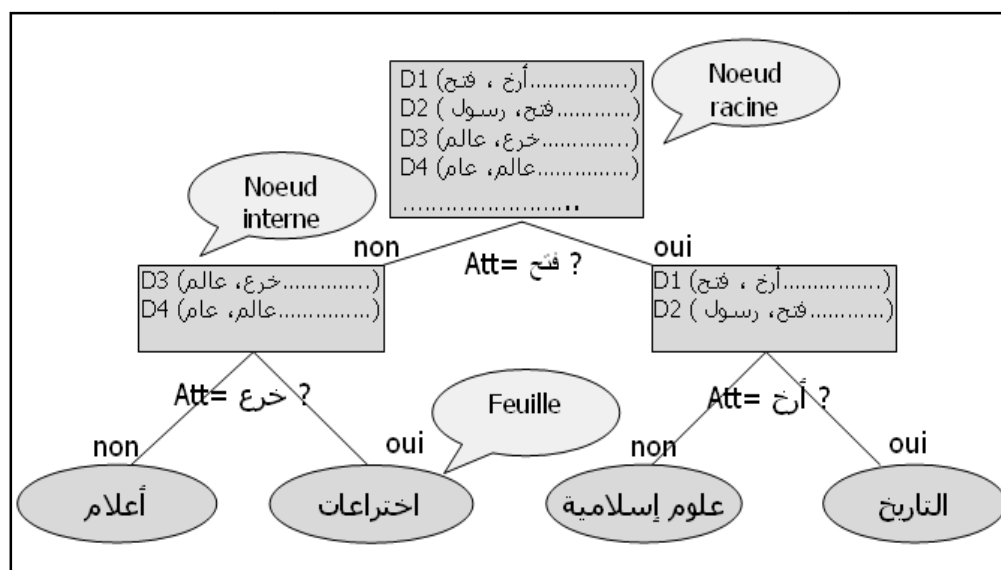 D1 (أرخ ، فتح................)
D2 ( فتح، رسول............)
D3 (خرع، عالم..............)
D4 (عالم، عام...............)
........................
Noeud
racine
Noeud
interne
non
Att= فتح ?
oui
D3 (خرع، عالم..............)
D4 (عالم، عام...............)
D1 (أرخ ، فتح................)
D2 ( فتح، رسول............)
Att= خرع ?
Feuille
Att= أرخ ?
non
oui
non
oui
أعلام
اختراعات
علوم إسلامية
التاريخ